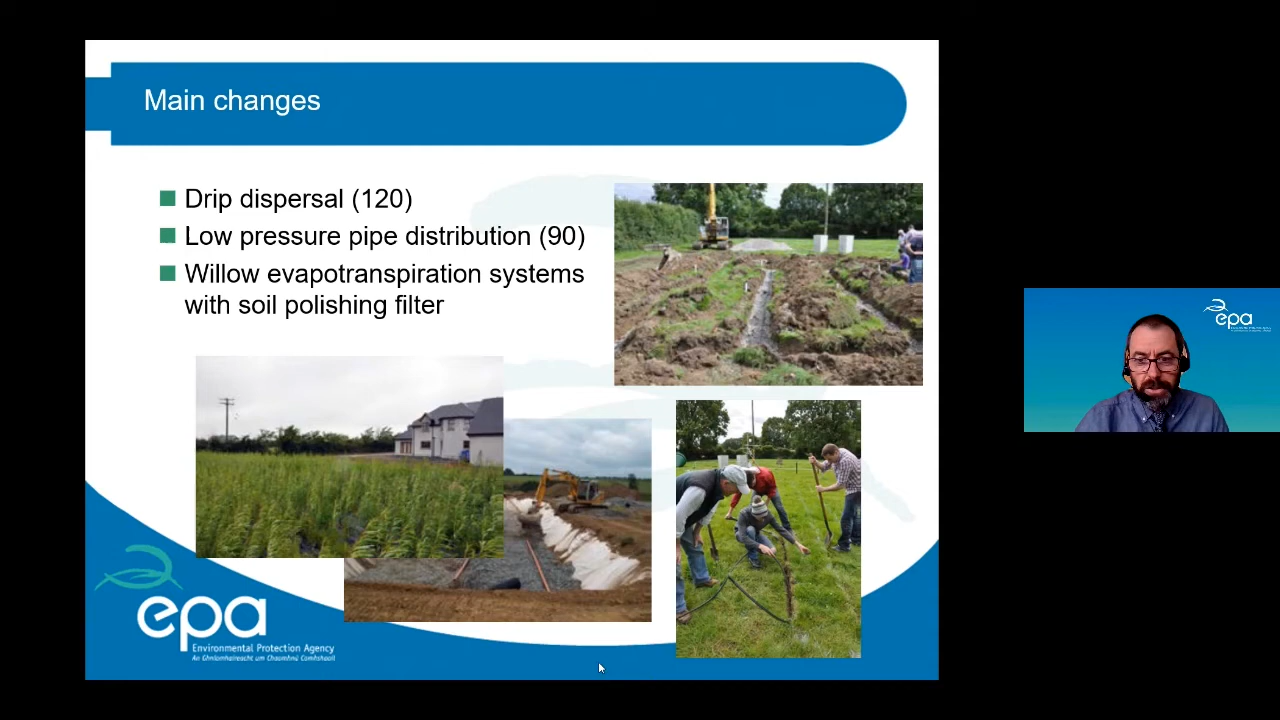 Main changes
Drip dispersal (120)
Low pressure pipe distribution (90)
Willow evapotranspiration systems
with soil polishing filter
epa
Environmental Protection Agency
An Ghníomhaireacht um Chaomhnú Comhshaoil
epa